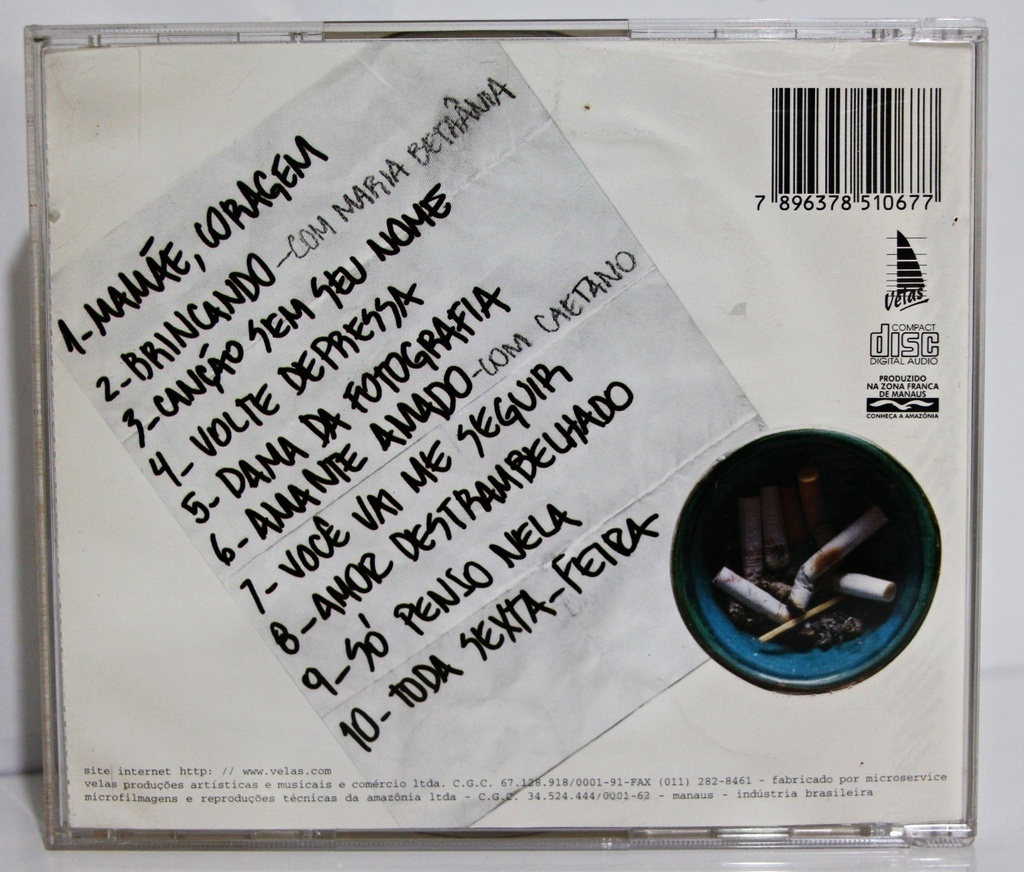 1- MAMÃE, CORAGEM
2- BRINCANDO - COM MARIA BETHÂNIA
3- CANÇÃO SEM SEU NOME
4- VOLTE DEPRESSA
5- DAMA DA FOTOGRAFIA
6- AMANTE AMADO - COM CAETANO
7- VOCÊ VAI ME SEGUIR
8- AMOR DESTRAMBELHADO
9- SÓ PENSO NELA
10- TODA SEXTA-FEIRA
7 896378 510677
Velas
COMPACT
disc
DIGITAL AUDIO
PRODUZIDO
NA ZONA FRANCA
DE MANAUS
CONHEÇA A AMAZÔNIA
site internet http: // www.velas.com
velas produções artísticas e musicais e comércio ltda. C.G.C. 67.128.918/0001-91-FAX (011) 282-8461 - fabricado por microservice
microfilmagens e reproduções técnicas da amazônia ltda - C.G.C. 34.524.444/0001-62 - manaus - indústria brasileira